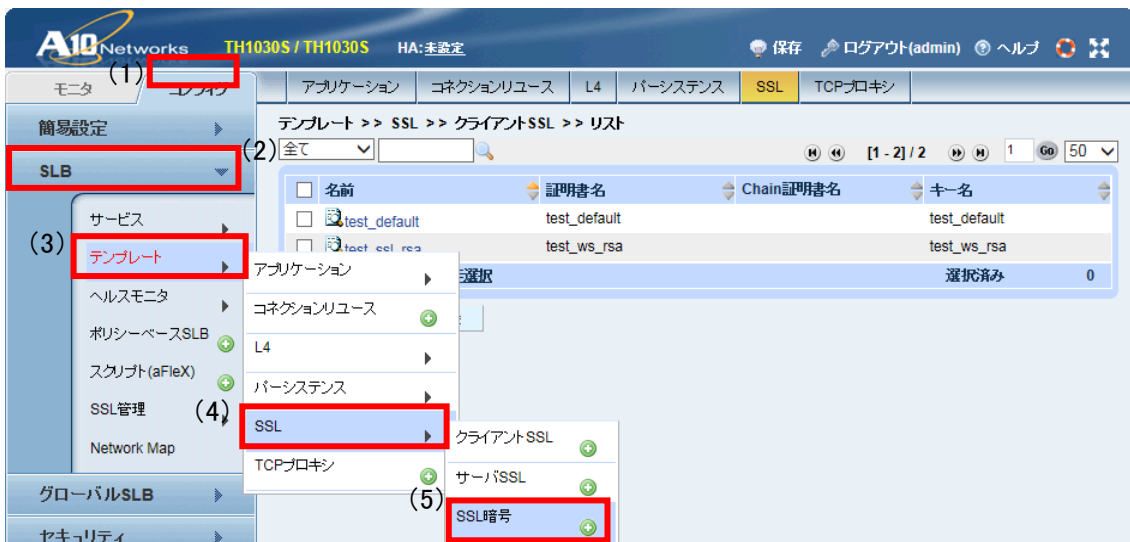 A10 Networks TH1030S / TH1030S HA:未設定 保存 ログアウト(admin) ヘルプ
(1)
モニタ コンフィグ アプリケーション コネクションリユース L4 パーシステンス SSL TCPプロキシ
簡易設定
テンプレート >> SSL >> クライアントSSL >> リスト
(2)
全て [1 - 2] / 2 1 Go 50
SLB
名前 証明書名 Chain証明書名 キー名
サービス
test_default test_default test_default
(3)
テンプレート
test_ssl_rsa test_ws_rsa test_ws_rsa
アプリケーション
選択 選択済み 0
ヘルスモニタ
コネクションリユース
ポリシーベースSLB
L4
スクリプト(aFleX)
パーシステンス
SSL管理
(4)
SSL
クライアントSSL
Network Map
TCPプロキシ
サーバSSL
グローバルSLB
(5)
SSL暗号
セキュリティ